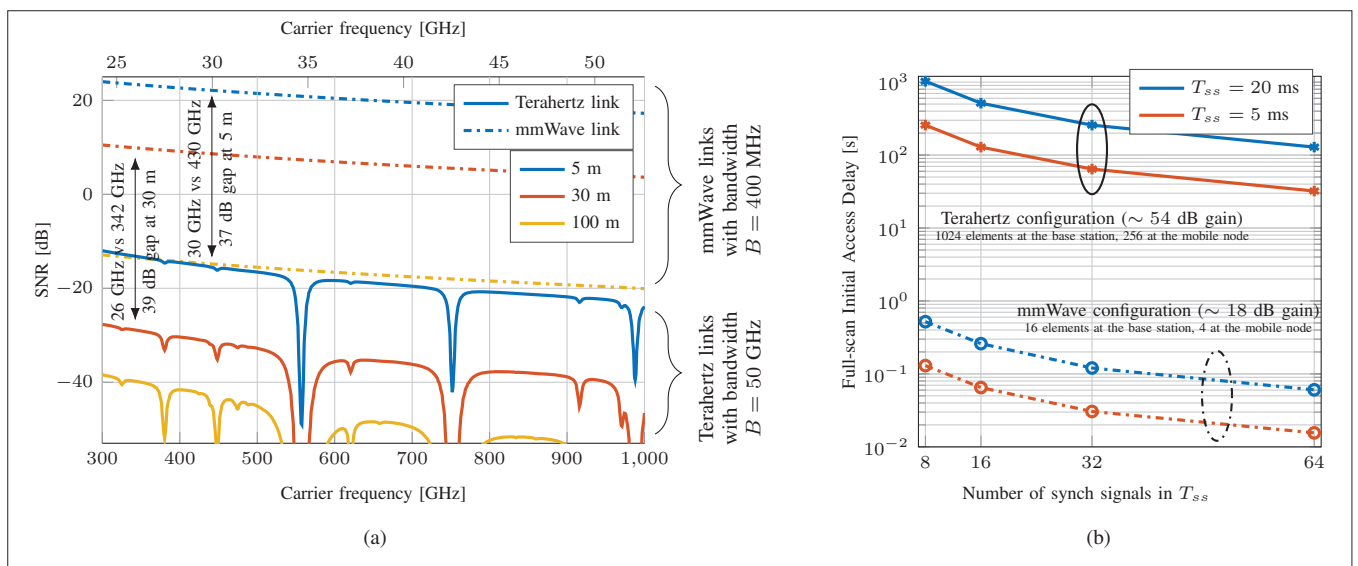 Carrier frequency [GHz]
25 30 35 40 45 50
SNR [dB]
20
0
−20
−40
26 GHz vs 342 GHz
39 dB gap at 30 m
30 GHz vs 430 GHz
37 dB gap at 5 m
Terahertz link
mmWave link
5 m
30 m
100 m
300 400 500 600 700 800 900 1,000
Carrier frequency [GHz]
mmWave links
with bandwidth
B = 400 MHz
Terahertz links
with bandwidth
B = 50 GHz
(a)
Full-scan Initial Access Delay [s]
10³
10²
10¹
10⁰
10⁻¹
10⁻²
T_ss = 20 ms
T_ss = 5 ms
Terahertz configuration (∼ 54 dB gain)
1024 elements at the base station, 256 at the mobile node
mmWave configuration (∼ 18 dB gain)
16 elements at the base station, 4 at the mobile node
8 16 32 64
Number of synch signals in T_ss
(b)